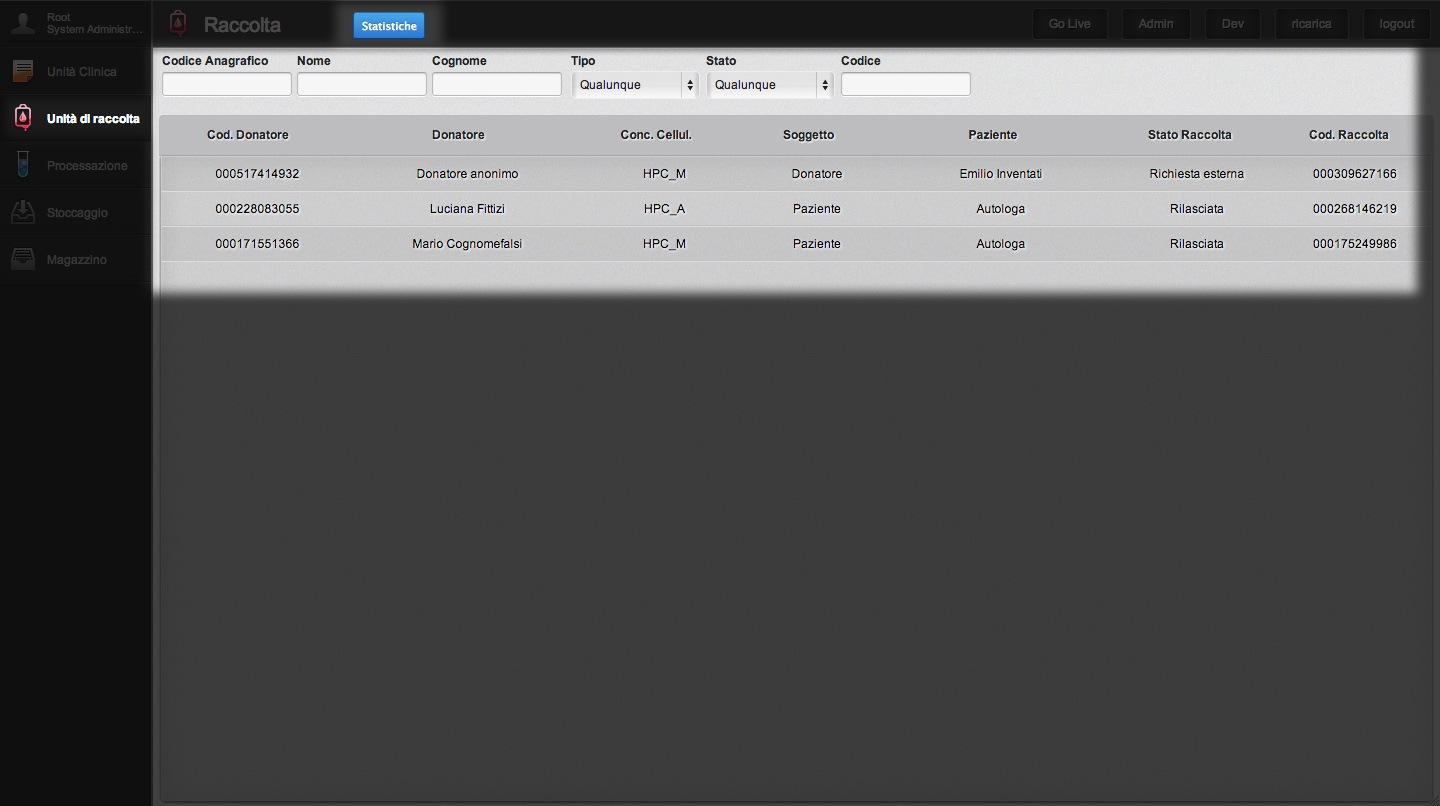 Root
System Administr...
Unità Clinica
Unità di raccolta
Processazione
Stoccaggio
Magazzino
Raccolta Statistiche Go Live Admin Dev ricarica logout
Codice Anagrafico Nome Cognome Tipo Stato Codice
Qualunque Qualunque
Cod. Donatore Donatore Conc. Cellul. Soggetto Paziente Stato Raccolta Cod. Raccolta
000517414932 Donatore anonimo HPC_M Donatore Emilio Inventati Richiesta esterna 000309627166
000228083055 Luciana Fittizi HPC_A Paziente Autologa Rilasciata 000268146219
000171551366 Mario Cognomefalsi HPC_M Paziente Autologa Rilasciata 000175249986